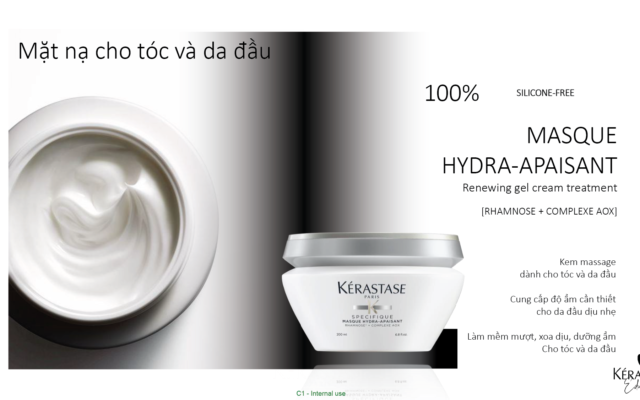 Mặt nạ cho tóc và da đầu
100% SILICONE-FREE
MASQUE
HYDRA-APAISANT
Renewing gel cream treatment
[RHAMNOSE + COMPLEXE AOX]
Kem massage
dành cho tóc và da đầu
Cung cấp độ ẩm cần thiết
cho da đầu dịu nhẹ
Làm mềm mượt, xoa dịu, dưỡng ẩm
Cho tóc và da đầu
KÉRASTASE
PARIS
SPÉCIFIQUE
MASQUE HYDRA-APAISANT
RHAMNOSE + COMPLEXE AOX
C1 - Internal use